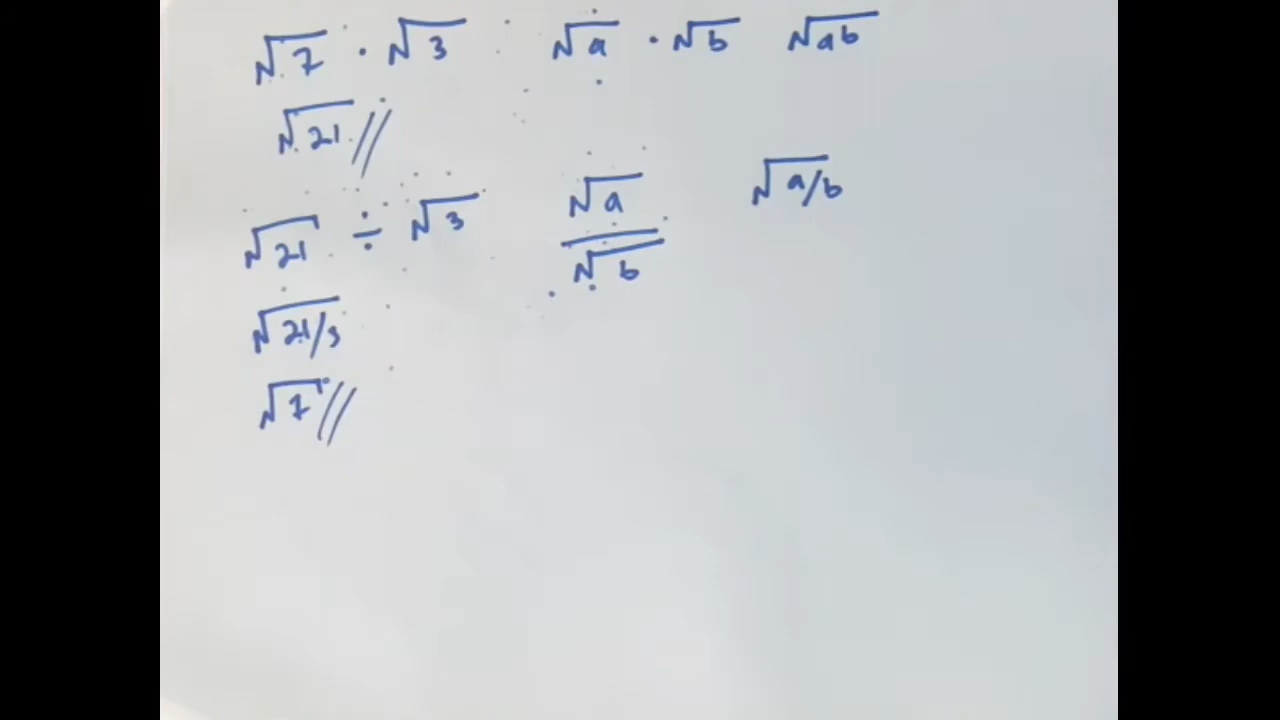 √7 · √3 √a · √b √ab
√21 //
√21 ÷ √3 √a / √b √a/b
√21/3
√7 //